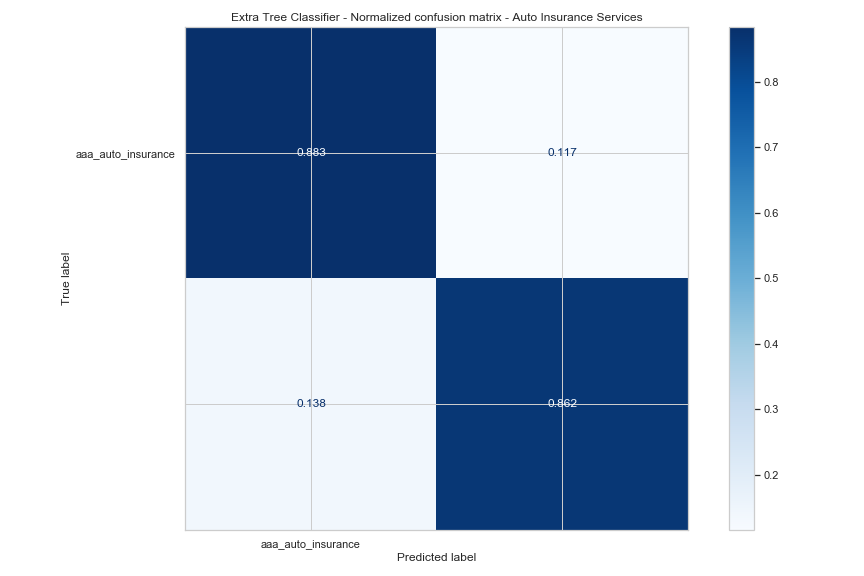 Extra Tree Classifier - Normalized confusion matrix - Auto Insurance Services
0.8
aaa_auto_insurance
0.883
0.117
0.7
0.6
True label
0.5
0.4
0.138
0.862
0.3
0.2
aaa_auto_insurance
Predicted label